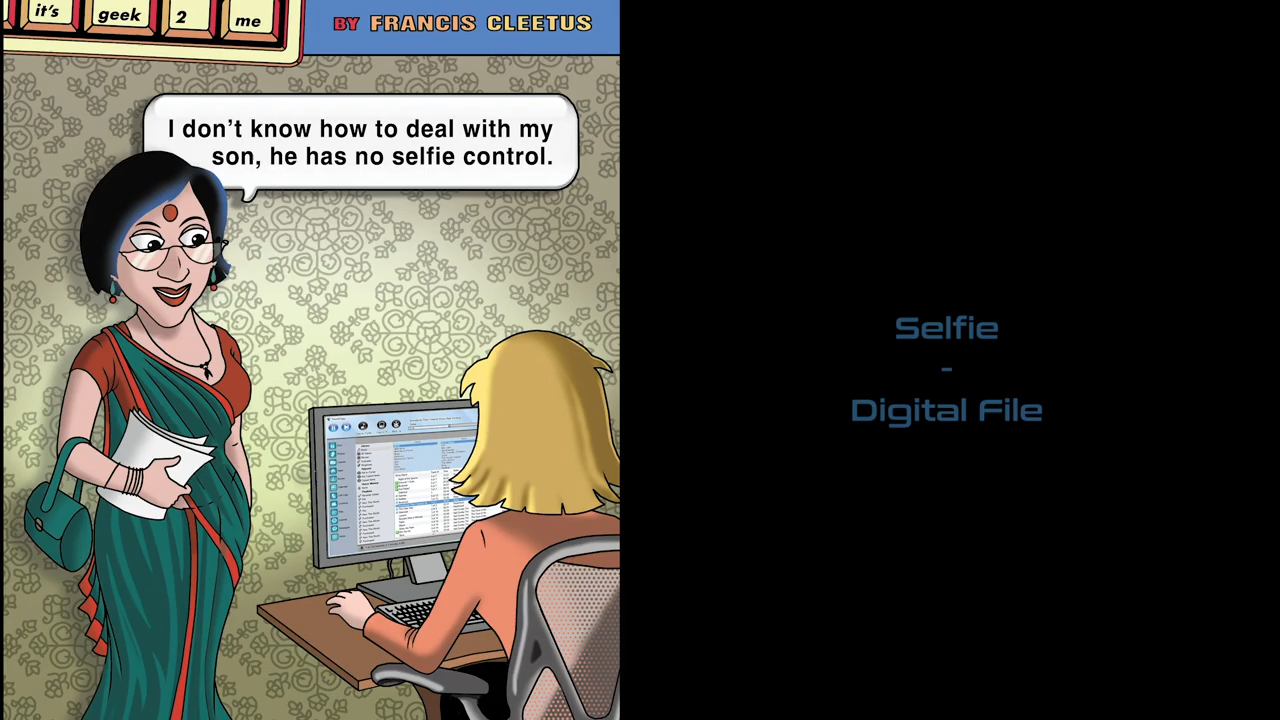 it's geek 2 me
BY FRANCIS CLEETUS
I don't know how to deal with my
son, he has no selfie control.
Selfie
-
Digital File